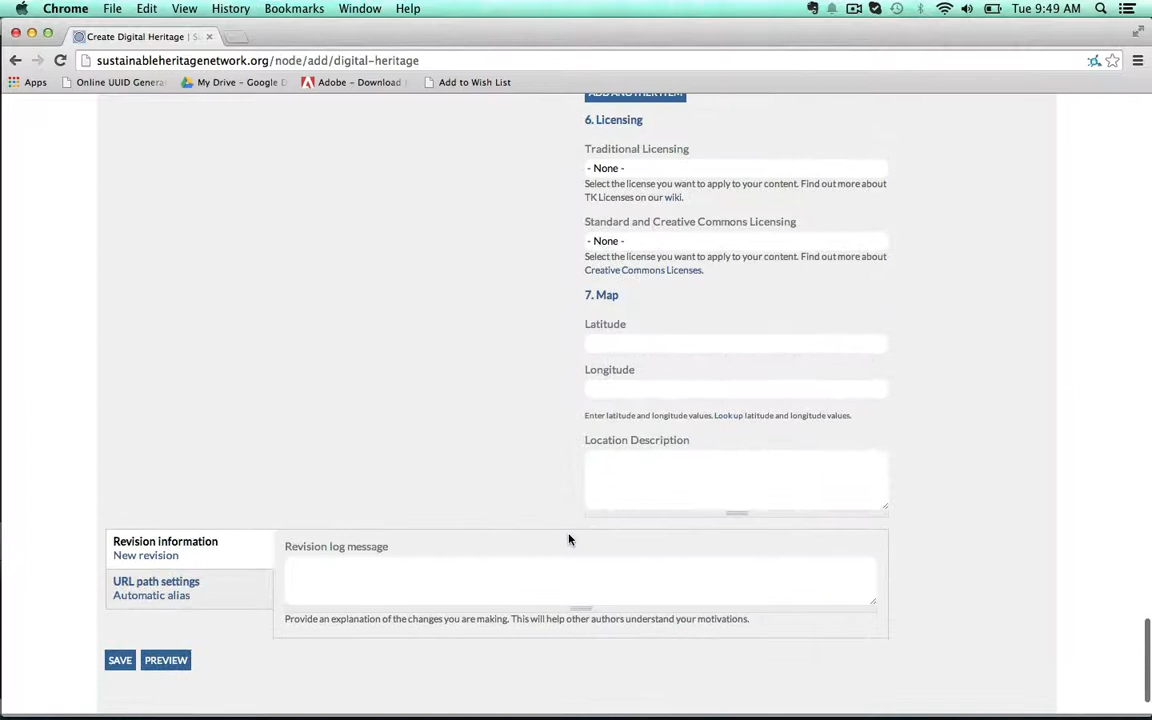 Chrome File Edit View History Bookmarks Window Help Tue 9:49 AM
Create Digital Heritage | S
sustainableheritagenetwork.org/node/add/digital-heritage
Apps Online UUID Genera My Drive - Google D Adobe - Download Add to Wish List
ADD ANOTHER ITEM
6. Licensing
Traditional Licensing
- None -
Select the license you want to apply to your content. Find out more about
TK Licenses on our wiki.
Standard and Creative Commons Licensing
- None -
Select the license you want to apply to your content. Find out more about
Creative Commons Licenses.
7. Map
Latitude
Longitude
Enter latitude and longitude values. Look up latitude and longitude values.
Location Description
Revision information
New revision
URL path settings
Automatic alias
Revision log message
Provide an explanation of the changes you are making. This will help other authors understand your motivations.
SAVE PREVIEW